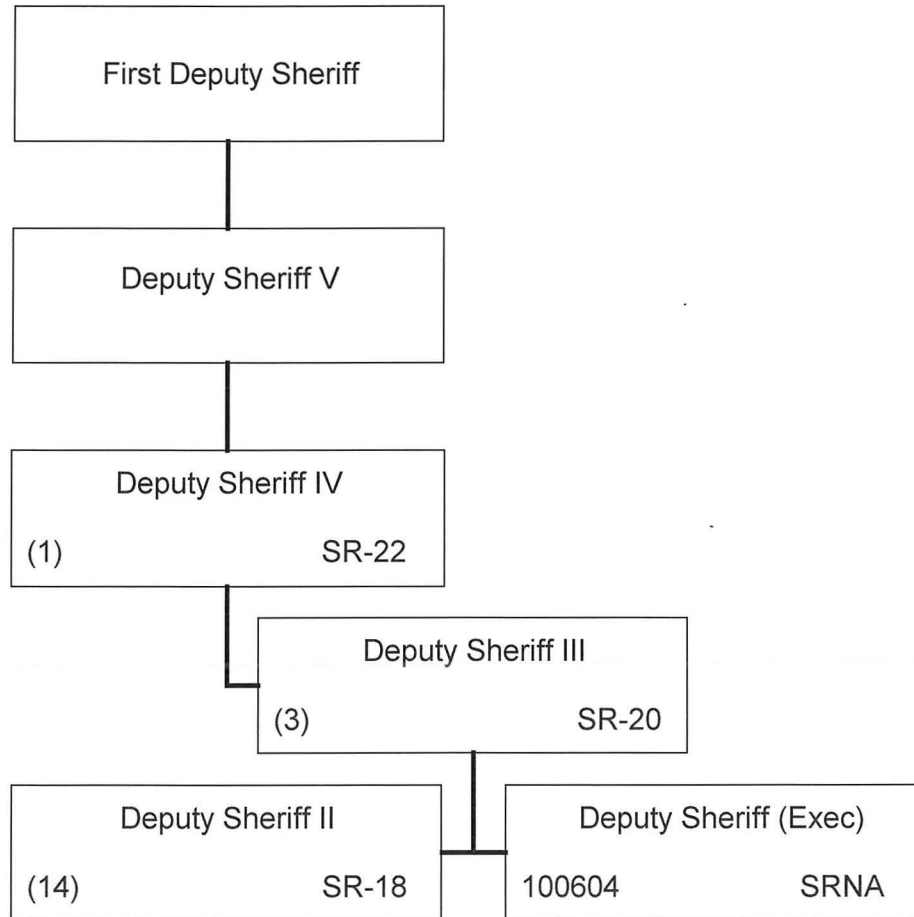 First Deputy Sheriff
Deputy Sheriff V
Deputy Sheriff IV
(1) SR-22
Deputy Sheriff III
(3) SR-20
Deputy Sheriff II
(14) SR-18
Deputy Sheriff (Exec)
100604 SRNA